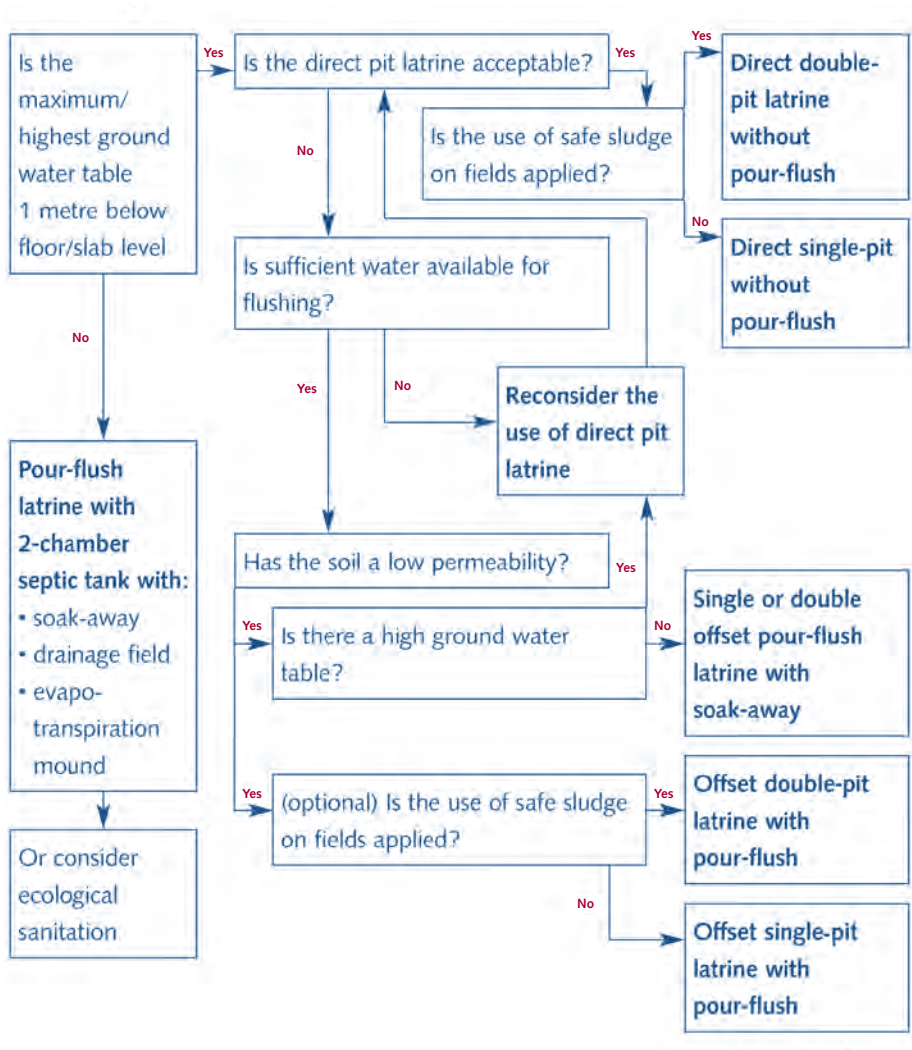 Is the
maximum/
highest ground
water table
1 metre below
floor/slab level
Yes
Is the direct pit latrine acceptable?
Yes
Is the use of safe sludge
on fields applied?
Yes
Direct double-
pit latrine
without
pour-flush
No
Direct single-pit
without
pour-flush
No
Is sufficient water available for
flushing?
No
Reconsider the
use of direct pit
latrine
Yes
Has the soil a low permeability?
Yes
Is there a high ground water
table?
Yes
No
Single or double
offset pour-flush
latrine with
soak-away
Yes
(optional) Is the use of safe sludge
on fields applied?
Yes
Offset double-pit
latrine with
pour-flush
No
Offset single-pit
latrine with
pour-flush
No
Pour-flush
latrine with
2-chamber
septic tank with:
• soak-away
• drainage field
• evapo-
transpiration
mound
Or consider
ecological
sanitation